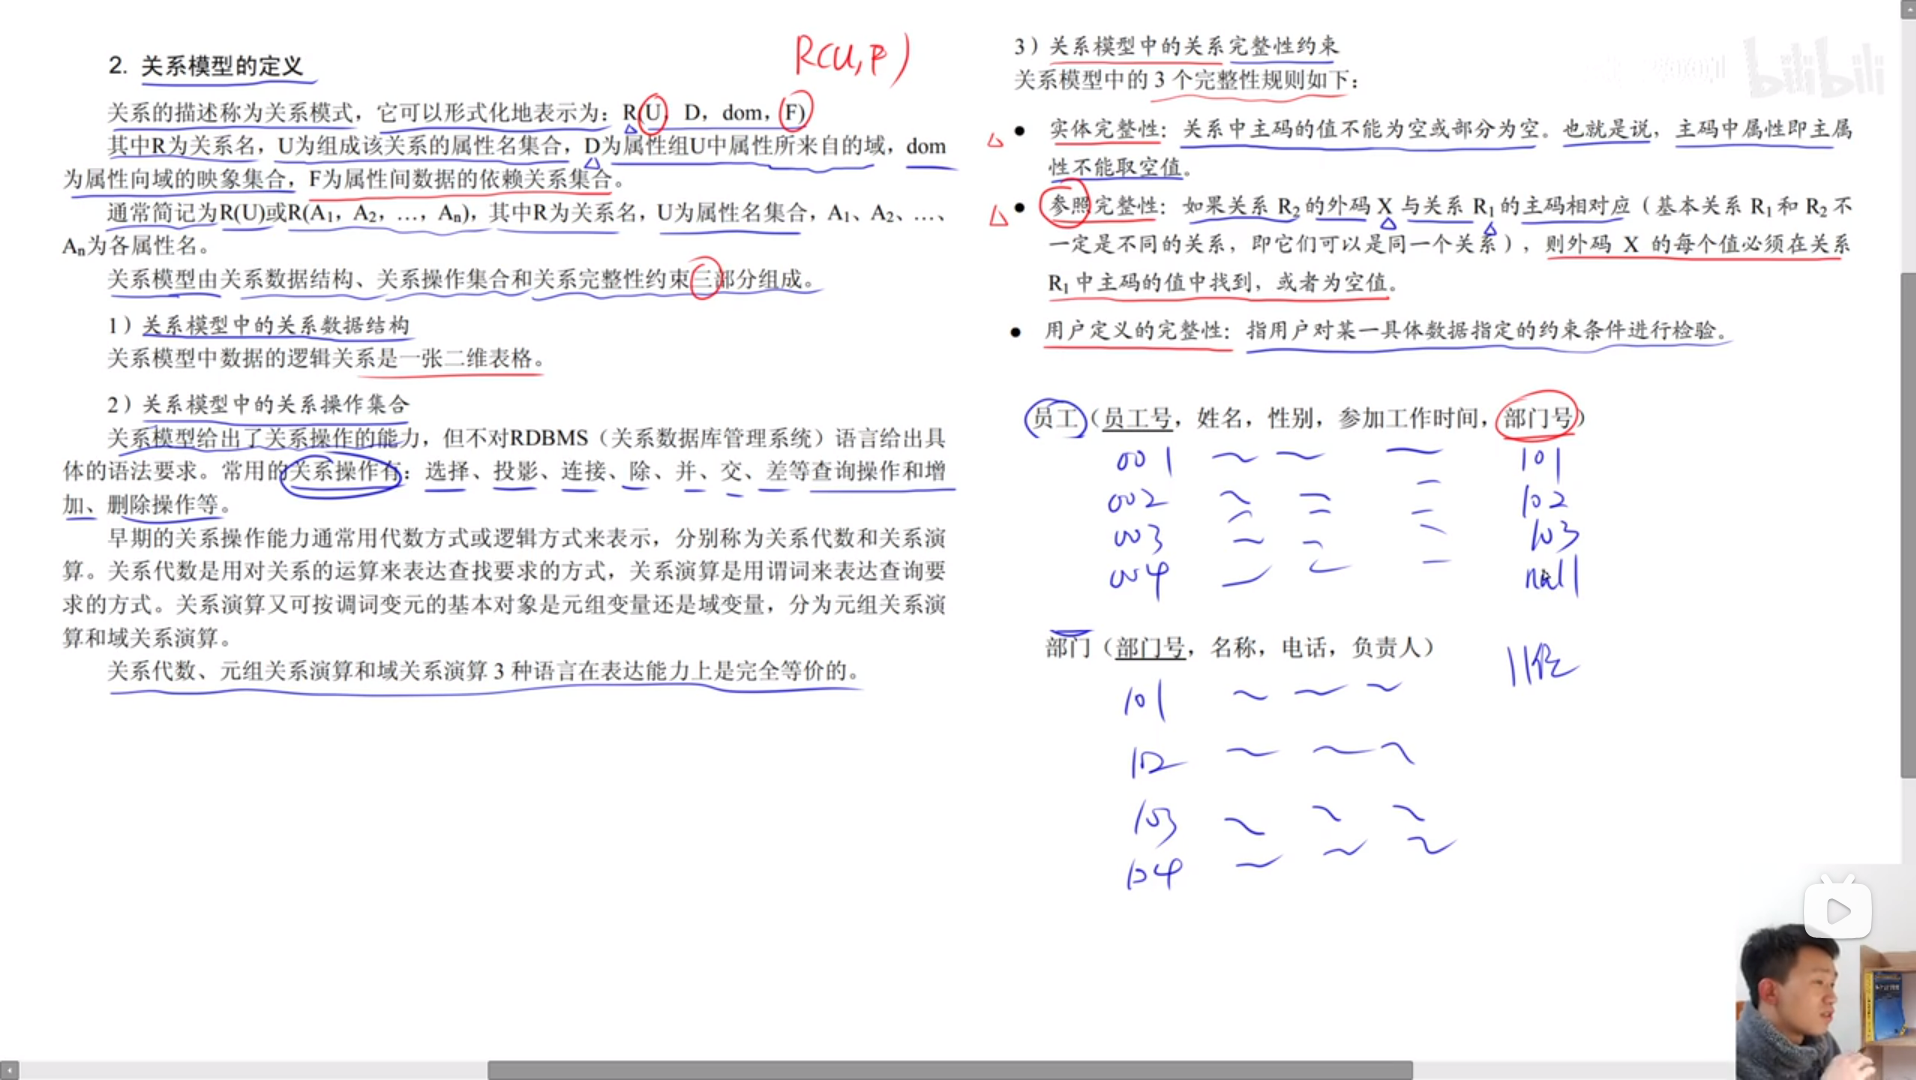 2. 关系模型的定义
R(U,F)
关系的描述称为关系模式，它可以形式化地表示为：R(U，D，dom，F)
其中R为关系名，U为组成该关系的属性名集合，D为属性组U中属性所来自的域，dom
为属性向域的映象集合，F为属性间数据的依赖关系集合。
通常简记为R(U)或R(A1，A2，…，An)，其中R为关系名，U为属性名集合，A1、A2、…、
An为各属性名。
关系模型由关系数据结构、关系操作集合和关系完整性约束三部分组成。
1）关系模型中的关系数据结构
关系模型中数据的逻辑关系是一张二维表格。
2）关系模型中的关系操作集合
关系模型给出了关系操作的能力，但不对RDBMS（关系数据库管理系统）语言给出具
体的语法要求。常用的关系操作有：选择、投影、连接、除、并、交、差等查询操作和增
加、删除操作等。
早期的关系操作能力通常用代数方式或逻辑方式来表示，分别称为关系代数和关系演
算。关系代数是用对关系的运算来表达查找要求的方式，关系演算是用谓词来表达查询要
求的方式。关系演算又可按调词变元的基本对象是元组变量还是域变量，分为元组关系演
算和域关系演算。
关系代数、元组关系演算和域关系演算 3 种语言在表达能力上是完全等价的。
3）关系模型中的关系完整性约束
关系模型中的 3 个完整性规则如下：
● 实体完整性：关系中主码的值不能为空或部分为空。也就是说，主码中属性即主属
性不能取空值。
● 参照完整性：如果关系 R2 的外码 X 与关系 R1 的主码相对应（基本关系 R1 和 R2 不
一定是不同的关系，即它们可以是同一个关系），则外码 X 的每个值必须在关系
R1 中主码的值中找到，或者为空值。
● 用户定义的完整性：指用户对某一具体数据指定的约束条件进行检验。
员工（员工号，姓名，性别，参加工作时间，部门号）
001 101
002 102
003 103
004 null
部门（部门号，名称，电话，负责人）
101
102
103
104
bilibili